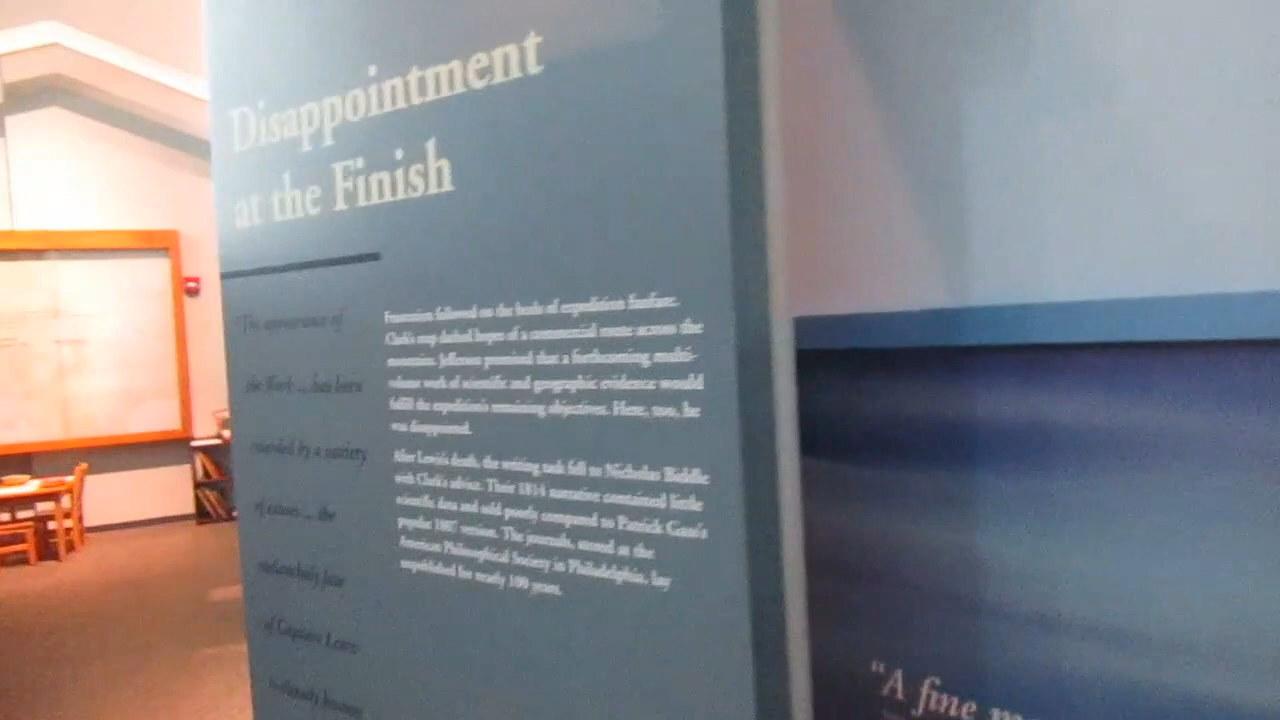 Disappointment
at the Finish
The appearance of
the Work ... has been
retarded by a variety
of causes ... the
melancholy fate
of Captain Lewis
is already known
Frustration followed on the heels of expedition fanfare.
Clark's map dashed hopes of a commercial route across the
mountains. Jefferson promised that a forthcoming multi-
volume work of scientific and geographic evidence would
fulfill the expedition's remaining objectives. Here, too, he
was disappointed.
After Lewis's death, the writing task fell to Nicholas Biddle
with Clark's advice. Their 1814 narrative contained little
scientific data and sold poorly compared to Patrick Gass's
popular 1807 version. The journals, stored at the
American Philosophical Society in Philadelphia, lay
unpublished for nearly 100 years.
"A fine